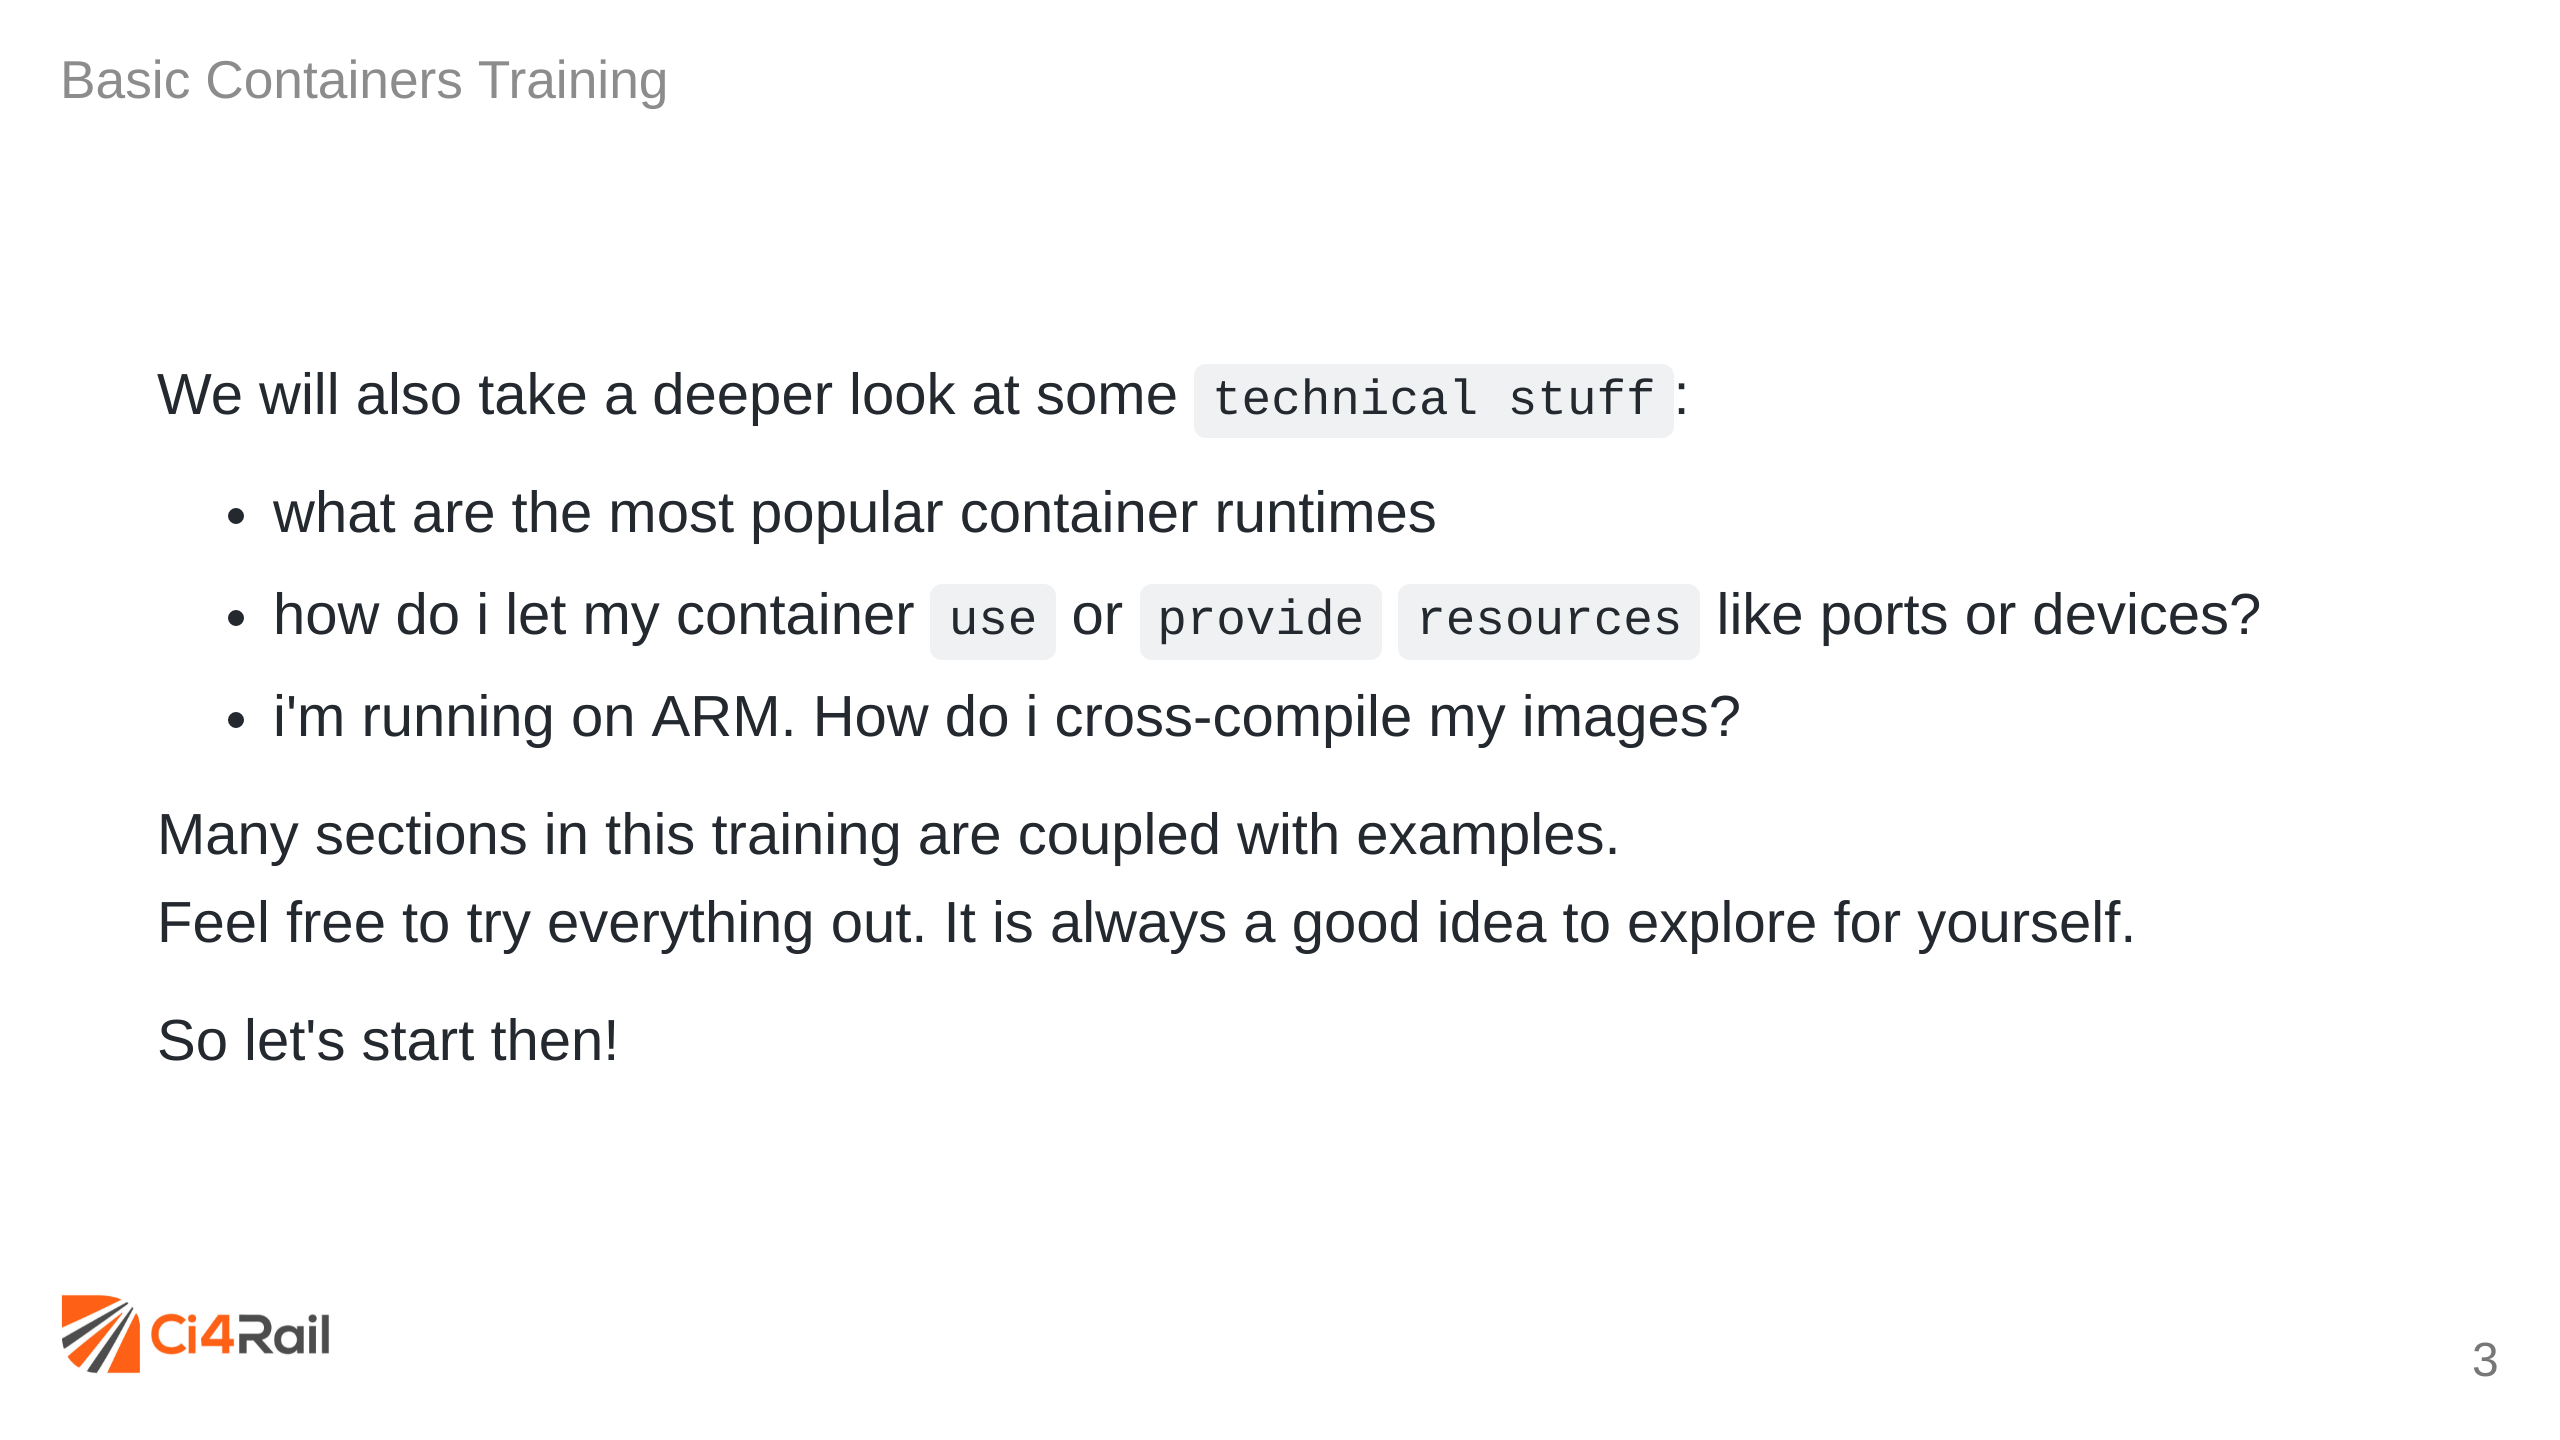 Basic Containers Training
We will also take a deeper look at some technical stuff:
what are the most popular container runtimes
how do i let my container use or provide resources like ports or devices?
i'm running on ARM. How do i cross-compile my images?
Many sections in this training are coupled with examples.
Feel free to try everything out. It is always a good idea to explore for yourself.
So let's start then!
Ci4Rail
3